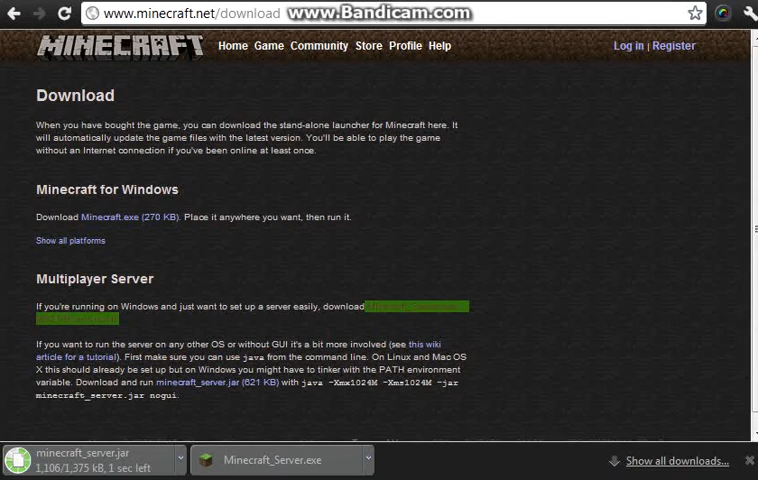 www.minecraft.net/download
www.Bandicam.com
MINECRAFT Home Game Community Store Profile Help Log in | Register
Download
When you have bought the game, you can download the stand-alone launcher for Minecraft here. It
will automatically update the game files with the latest version. You'll be able to play the game
without an Internet connection if you've been online at least once.
Minecraft for Windows
Download Minecraft.exe (270 KB). Place it anywhere you want, then run it.
Show all platforms
Multiplayer Server
If you're running on Windows and just want to set up a server easily, download
If you want to run the server on any other OS or without GUI it's a bit more involved (see this wiki
article for a tutorial). First make sure you can use java from the command line. On Linux and Mac OS
X this should already be set up but on Windows you might have to tinker with the PATH environment
variable. Download and run minecraft_server.jar (621 KB) with java -Xmx1024M -Xms1024M -jar
minecraft_server.jar nogui.
minecraft_server.jar
1,106/1,375 kB, 1 sec left
Minecraft_Server.exe
Show all downloads...